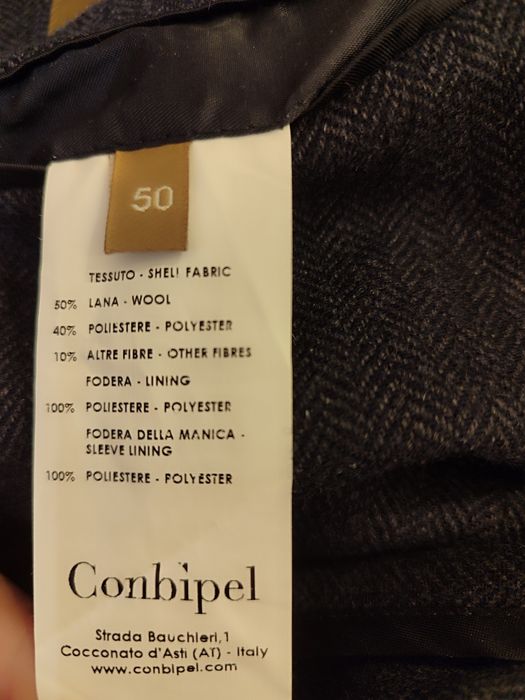 50
TESSUTO - SHELL FABRIC
50% LANA - WOOL
40% POLIESTERE - POLYESTER
10% ALTRE FIBRE - OTHER FIBRES
FODERA - LINING
100% POLIESTERE - POLYESTER
FODERA DELLA MANICA -
SLEEVE LINING
100% POLIESTERE - POLYESTER
Conbipel
Strada Bauchieri,1
Cocconato d'Asti (AT) - Italy
www.conbipel.com